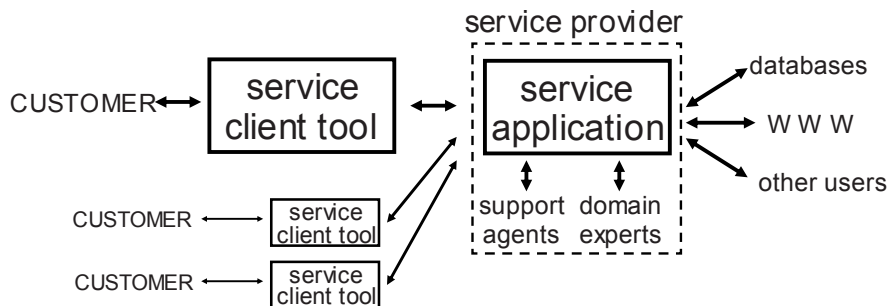 service provider
CUSTOMER
service
client tool
service
application
databases
W W W
other users
support
agents
domain
experts
CUSTOMER
service
client tool
CUSTOMER
service
client tool